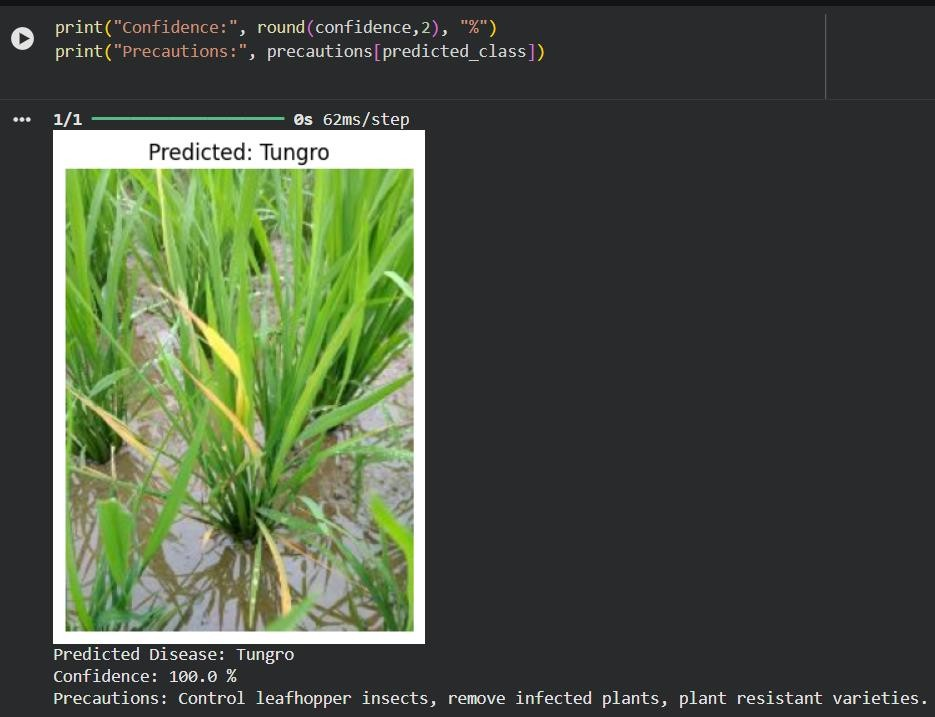 print("Confidence:", round(confidence,2), "%")
print("Precautions:", precautions[predicted_class])
1/1 ━━━━━━━━━━━━━━━━━━━━ 0s 62ms/step
Predicted: Tungro
Predicted Disease: Tungro
Confidence: 100.0 %
Precautions: Control leafhopper insects, remove infected plants, plant resistant varieties.